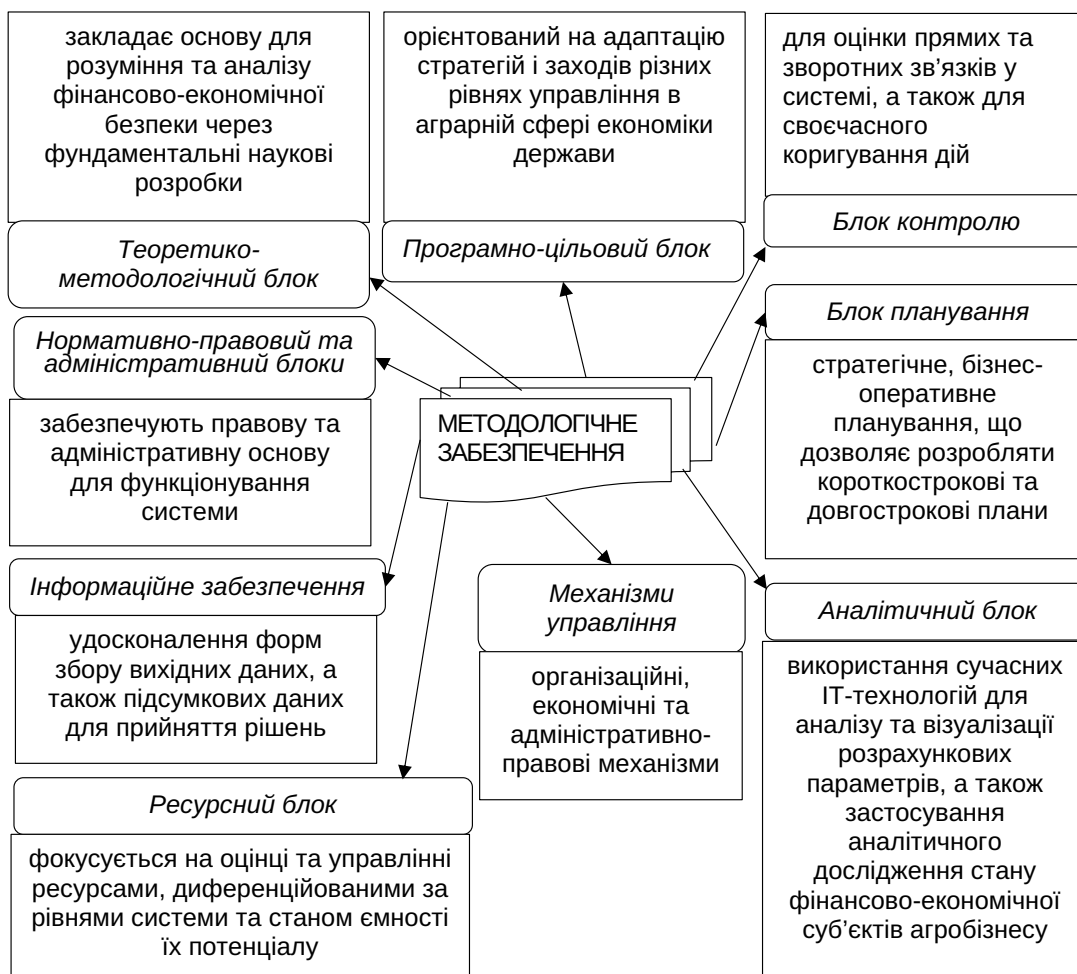 закладає основу для
розуміння та аналізу
фінансово-економічної
безпеки через
фундаментальні наукові
розробки
Теоретико-
методологічний блок
орієнтований на адаптацію
стратегій і заходів різних
рівнях управління в
аграрній сфері економіки
держави
Програмно-цільовий блок
для оцінки прямих та
зворотних зв’язків у
системі, а також для
своєчасного
коригування дій
Блок контролю
Нормативно-правовий та
адміністративний блоки
забезпечують правову та
адміністративну основу
для функціонування
системи
МЕТОДОЛОГІЧНЕ
ЗАБЕЗПЕЧЕННЯ
Блок планування
стратегічне, бізнес-
оперативне
планування, що
дозволяє розробляти
короткострокові та
довгострокові плани
Інформаційне забезпечення
удосконалення форм
збору вихідних даних, а
також підсумкових даних
для прийняття рішень
Механізми
управління
організаційні,
економічні та
адміністративно-
правові механізми
Аналітичний блок
використання сучасних
ІТ-технологій для
аналізу та візуалізації
розрахункових
параметрів, а також
застосування
аналітичного
дослідження стану
фінансово-економічної
суб’єктів агробізнесу
Ресурсний блок
фокусується на оцінці та управлінні
ресурсами, диференційованими за
рівнями системи та станом ємності
їх потенціалу